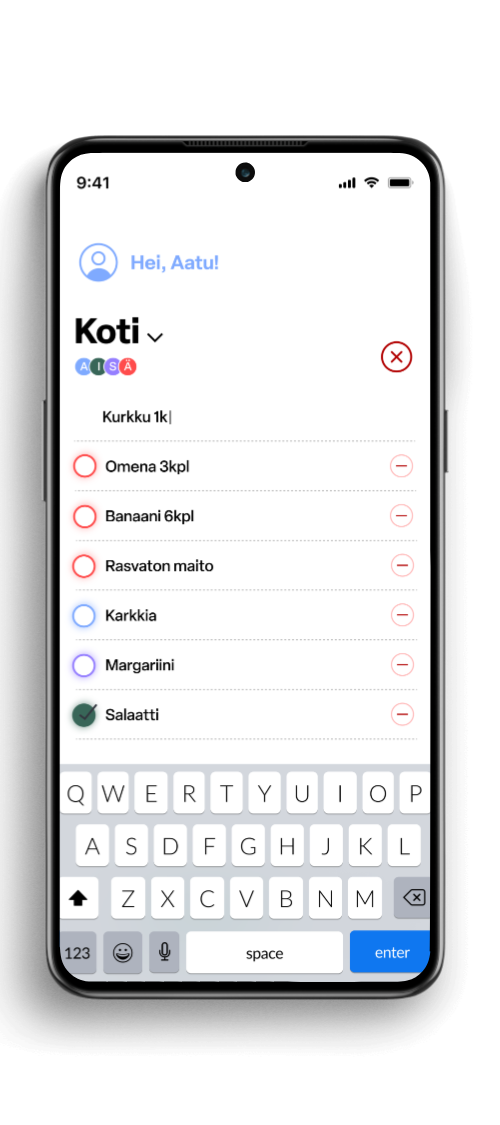 9:41
Hei, Aatu!
Koti
A I S Ä
Kurkku 1k
Omena 3kpl
Banaani 6kpl
Rasvaton maito
Karkkia
Margariini
Salaatti
Q W E R T Y U I O P
A S D F G H J K L
Z X C V B N M
123 space enter